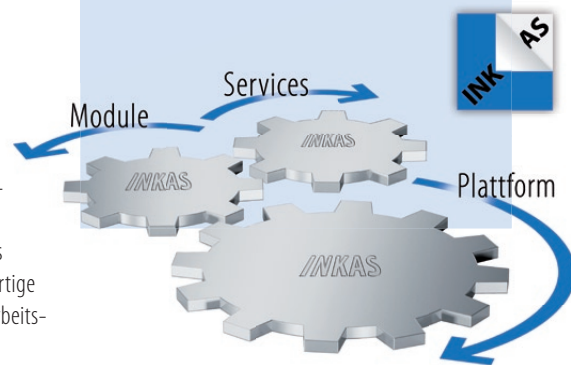 INK
AS
Services
Module
INKAS
INKAS
Plattform
INKAS
s
rtige
beits-